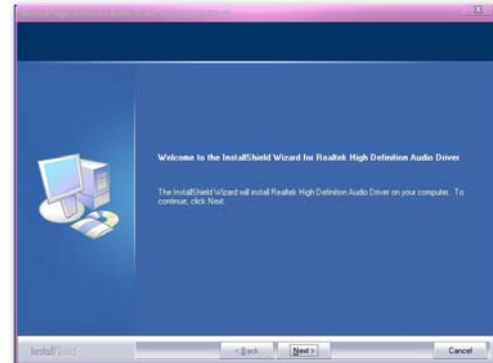 Welcome to the InstallShield Wizard for Realtek High Definition Audio Driver
The InstallShield Wizard will install Realtek High Definition Audio Driver on your computer. To
continue, click Next.
InstallShield
< Back
Next >
Cancel